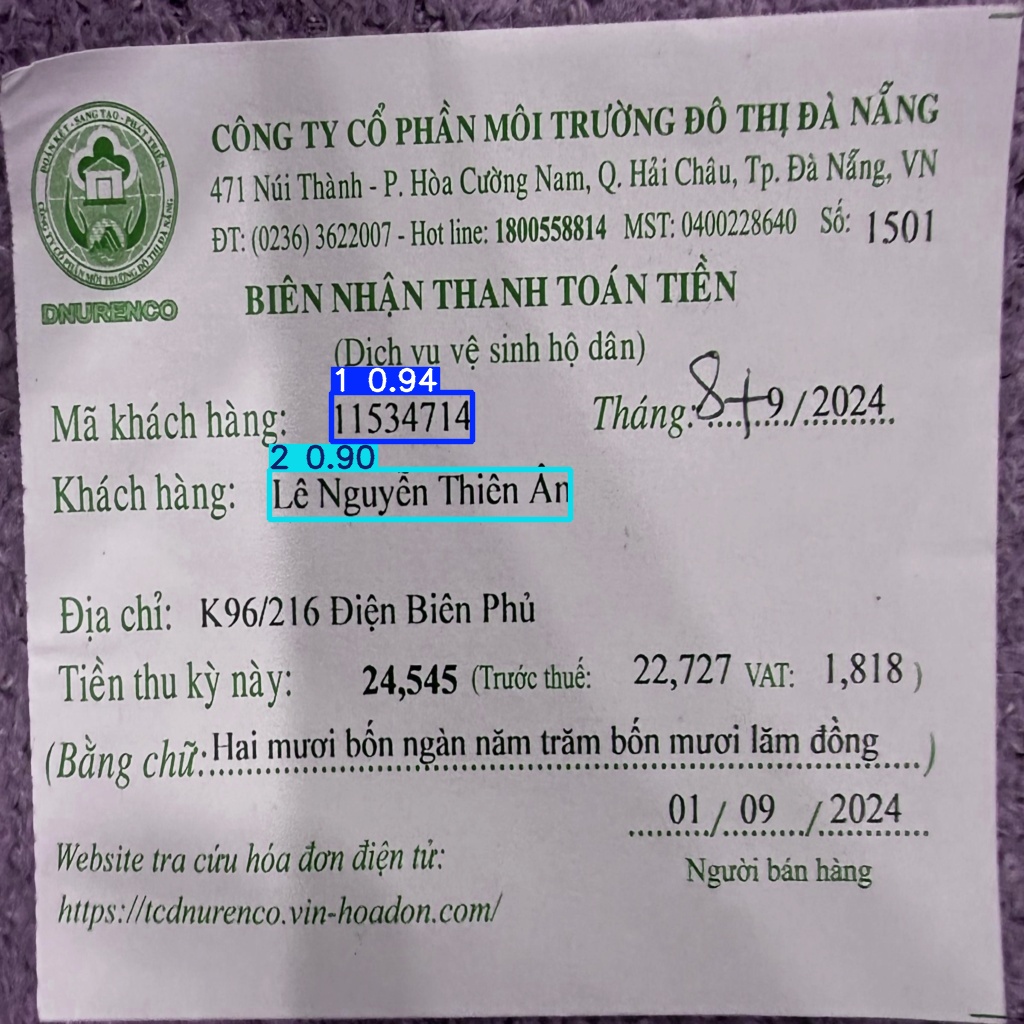 ĐOÀN KẾT - SÁNG TẠO - PHÁT TRIỂN
CÔNG TY CỔ PHẦN MÔI TRƯỜNG ĐÔ THỊ ĐÀ NẴNG
DNURENCO
CÔNG TY CỔ PHẦN MÔI TRƯỜNG ĐÔ THỊ ĐÀ NẴNG
471 Núi Thành - P. Hòa Cường Nam, Q. Hải Châu, Tp. Đà Nẵng, VN
ĐT: (0236) 3622007 - Hot line: 1800558814 MST: 0400228640 Số: 1501
BIÊN NHẬN THANH TOÁN TIỀN
(Dịch vụ vệ sinh hộ dân)
1 0.94
Mã khách hàng: 11534714 Tháng: 8+9/2024
2 0.90
Khách hàng: Lê Nguyễn Thiên Ân
Địa chỉ: K96/216 Điện Biên Phủ
Tiền thu kỳ này: 24,545 (Trước thuế: 22,727 VAT: 1,818 )
(Bằng chữ: Hai mươi bốn ngàn năm trăm bốn mươi lăm đồng )
01 / 09 / 2024
Người bán hàng
Website tra cứu hóa đơn điện tử:
https://tcdnurenco.vin-hoadon.com/